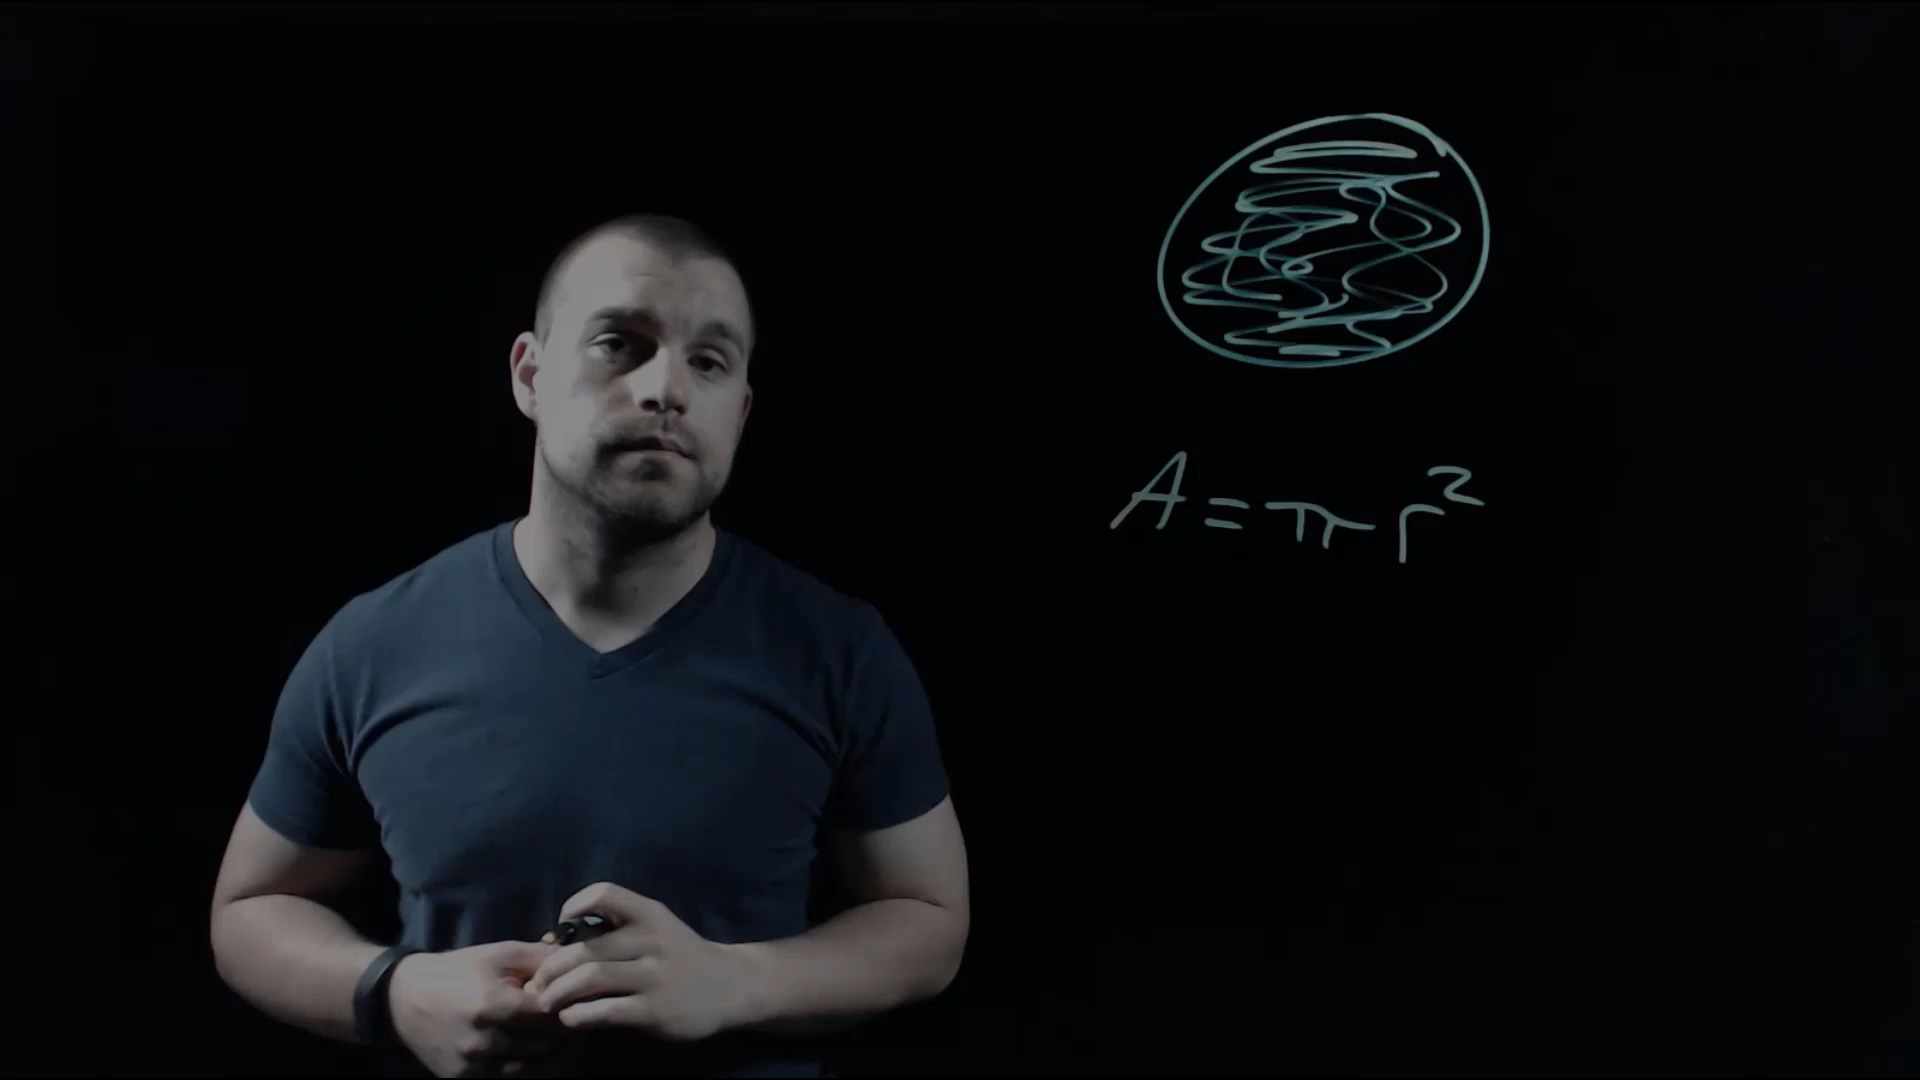 A = πr²